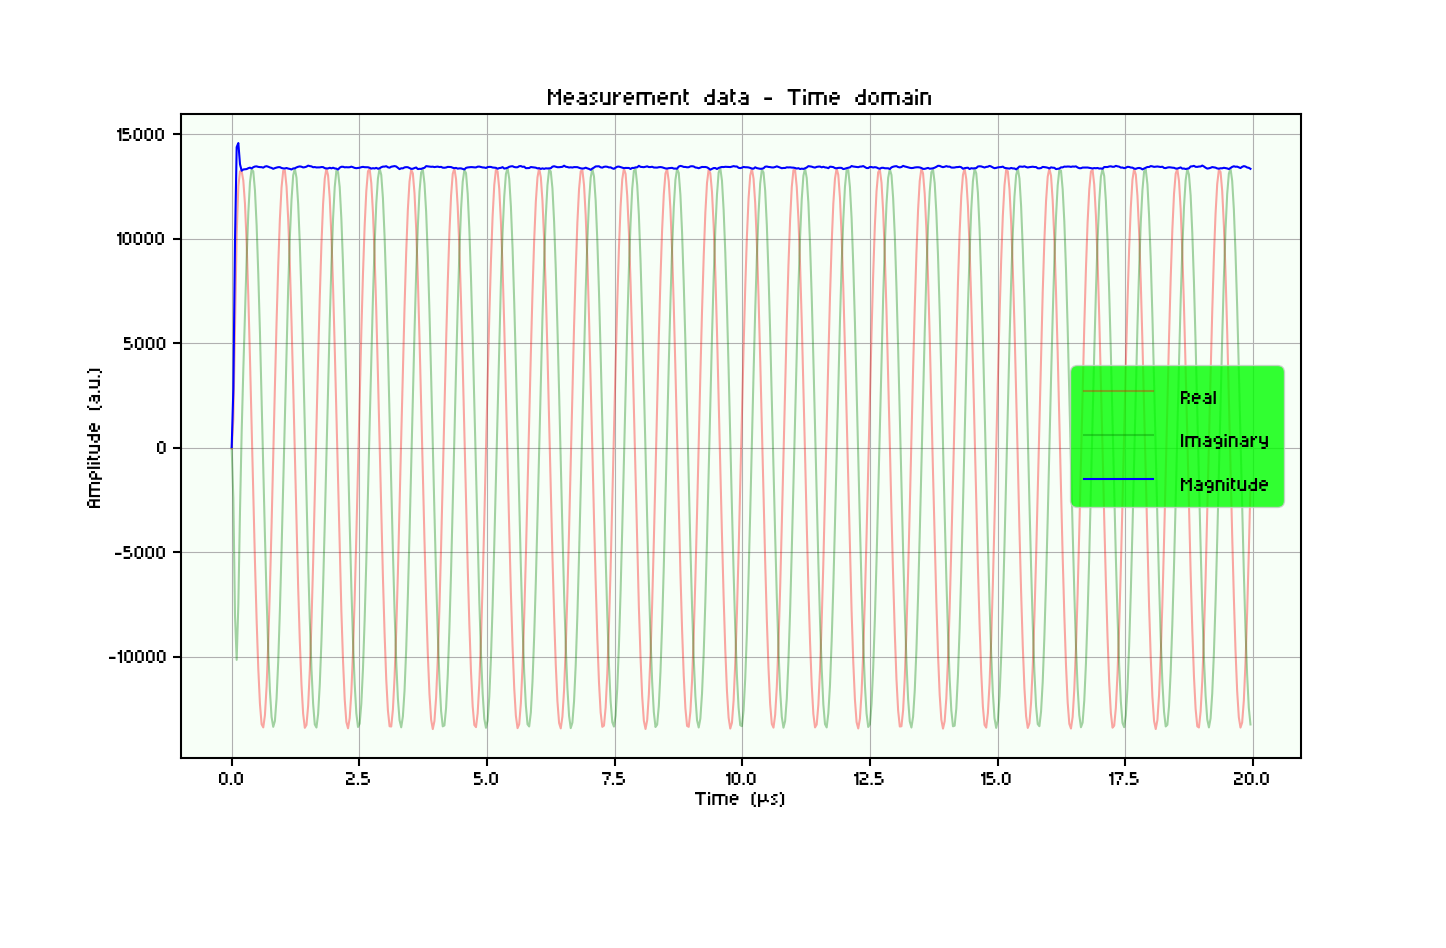 Measurement data - Time domain
15000
10000
5000
0
-5000
-10000
Amplitude (a.u.)
Real
Imaginary
Magnitude
0.0 2.5 5.0 7.5 10.0 12.5 15.0 17.5 20.0
Time (µs)